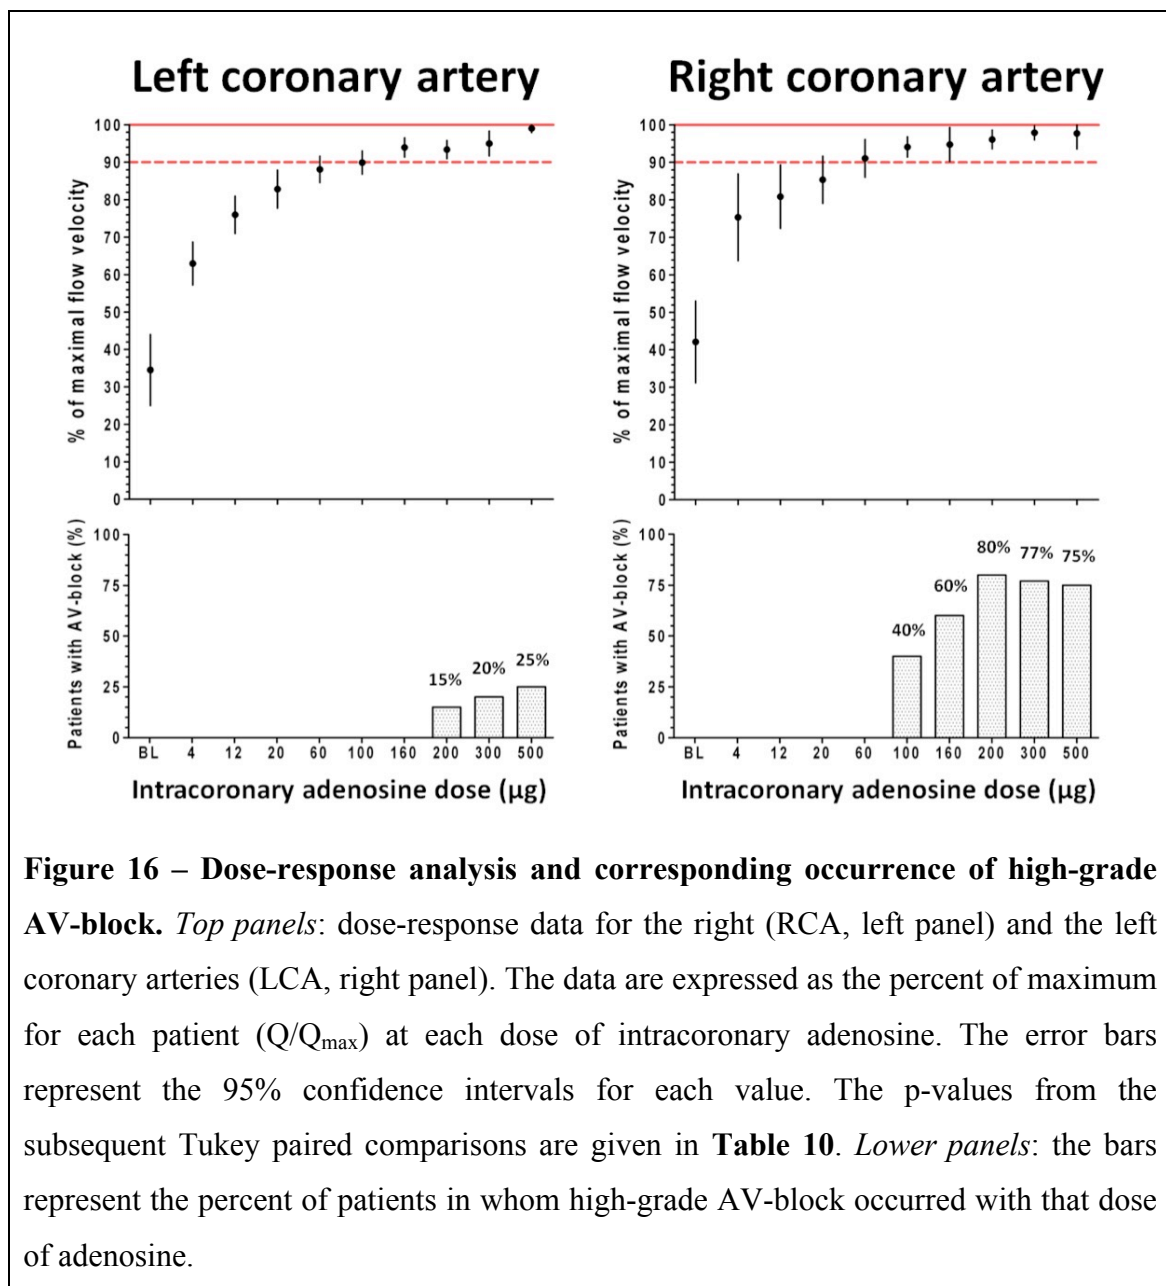 Left coronary artery
Right coronary artery
% of maximal flow velocity
100
90
80
70
60
50
40
30
20
10
0
% of maximal flow velocity
100
90
80
70
60
50
40
30
20
10
0
Patients with AV-block (%)
100
75
50
25
0
15%
20%
25%
BL 4 12 20 60 100 160 200 300 500
Intracoronary adenosine dose (µg)
Patients with AV-block (%)
100
75
50
25
0
40%
60%
80%
77%
75%
BL 4 12 20 60 100 160 200 300 500
Intracoronary adenosine dose (µg)
Figure 16 – Dose-response analysis and corresponding occurrence of high-grade
AV-block. Top panels: dose-response data for the right (RCA, left panel) and the left
coronary arteries (LCA, right panel). The data are expressed as the percent of maximum
for each patient (Q/Qmax) at each dose of intracoronary adenosine. The error bars
represent the 95% confidence intervals for each value. The p-values from the
subsequent Tukey paired comparisons are given in Table 10. Lower panels: the bars
represent the percent of patients in whom high-grade AV-block occurred with that dose
of adenosine.